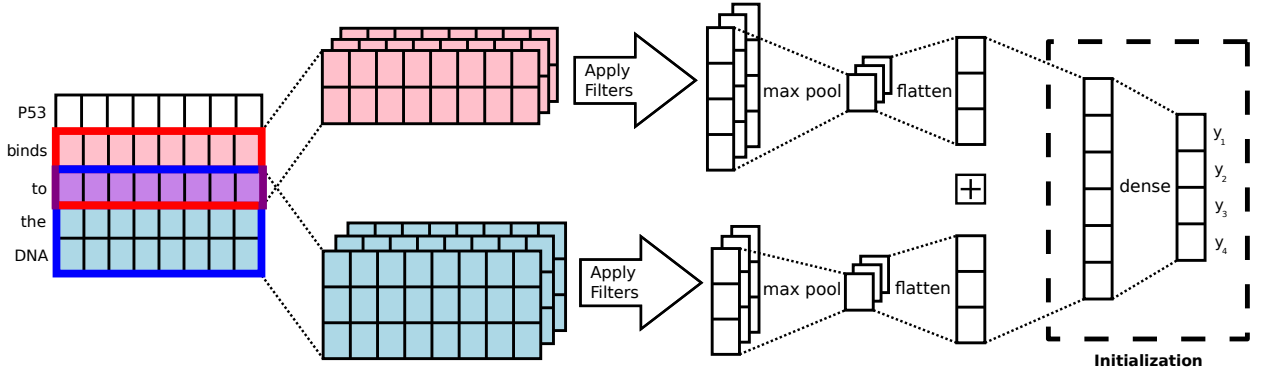 P53
binds
to
the
DNA
Apply
Filters
max pool
flatten
Apply
Filters
max pool
flatten
+
dense
y1
y2
y3
y4
Initialization